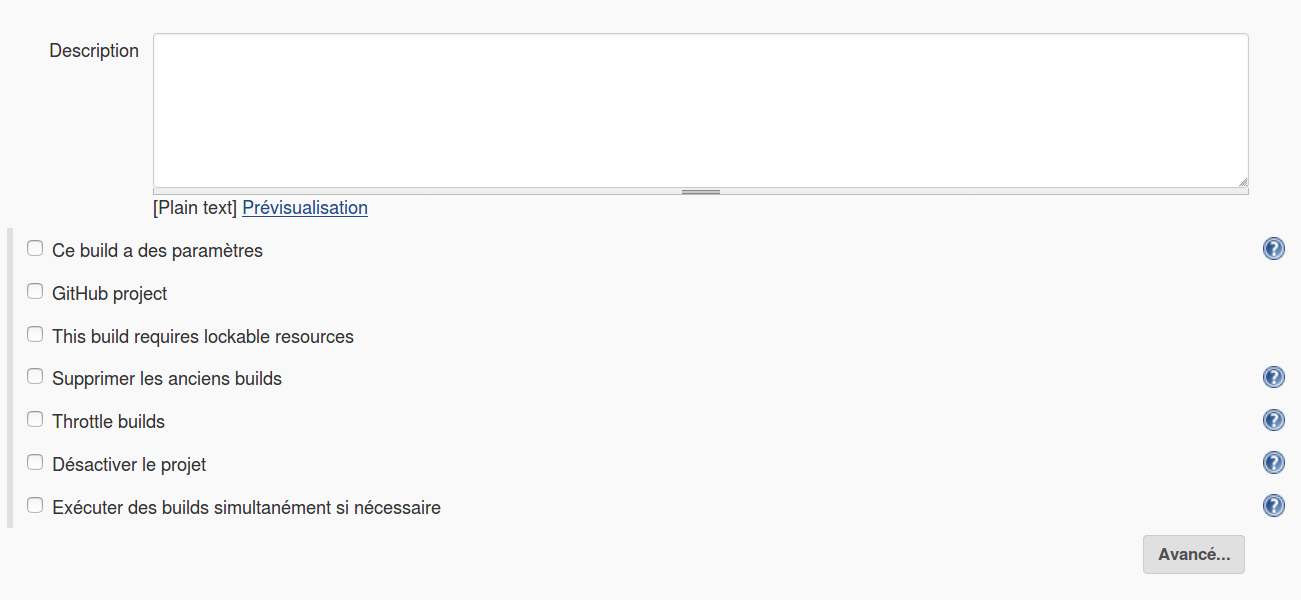 Description
[Plain text] Prévisualisation
Ce build a des paramètres
GitHub project
This build requires lockable resources
Supprimer les anciens builds
Throttle builds
Désactiver le projet
Exécuter des builds simultanément si nécessaire
Avancé...